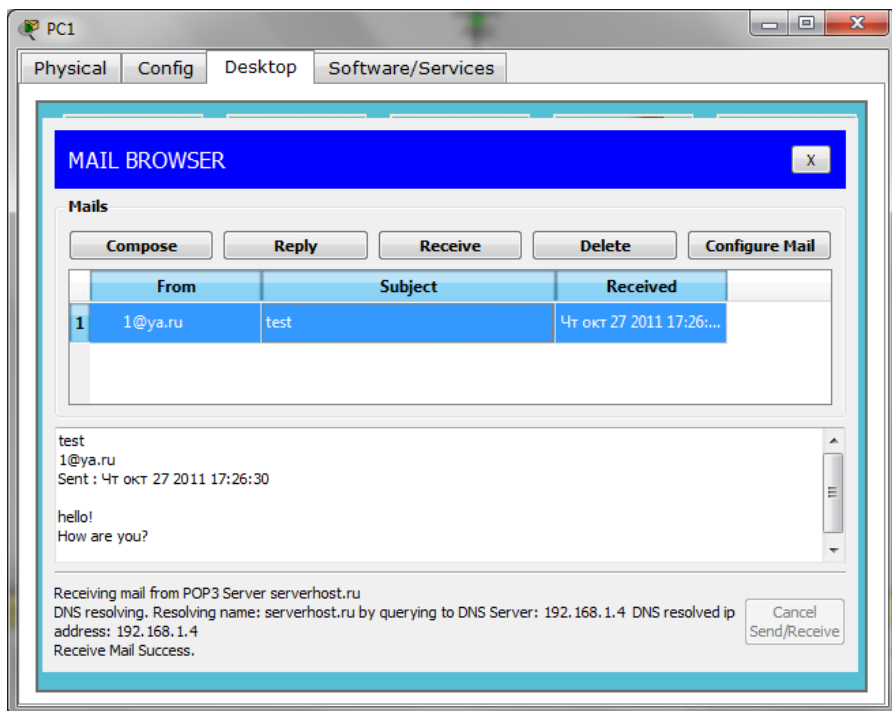 PC1
Physical Config Desktop Software/Services
MAIL BROWSER
X
Mails
Compose Reply Receive Delete Configure Mail
From Subject Received
1 1@ya.ru test Чт окт 27 2011 17:26:...
test
1@ya.ru
Sent : Чт окт 27 2011 17:26:30
hello!
How are you?
Receiving mail from POP3 Server serverhost.ru
DNS resolving. Resolving name: serverhost.ru by querying to DNS Server: 192.168.1.4 DNS resolved ip
address: 192.168.1.4
Receive Mail Success.
Cancel
Send/Receive